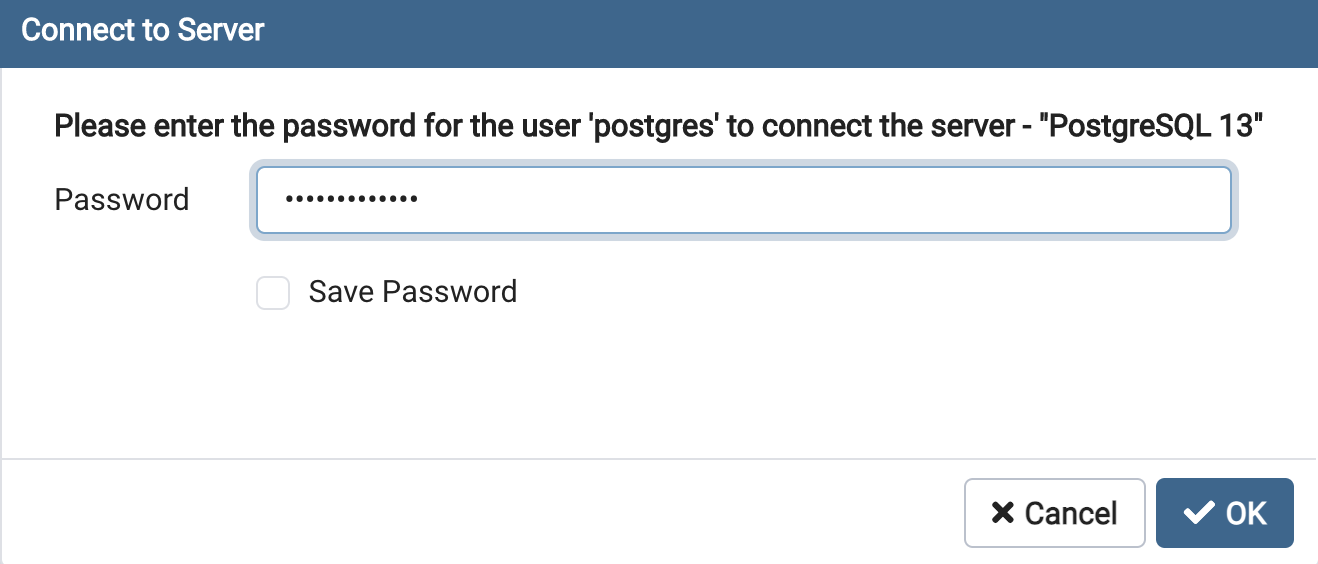 Connect to Server
Please enter the password for the user 'postgres' to connect the server - "PostgreSQL 13"
Password •••••••••••••
Save Password
Cancel OK